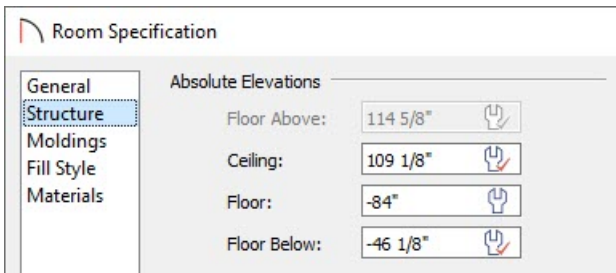 Room Specification
General
Structure
Moldings
Fill Style
Materials
Absolute Elevations
Floor Above: 114 5/8"
Ceiling: 109 1/8"
Floor: -84"
Floor Below: -46 1/8"